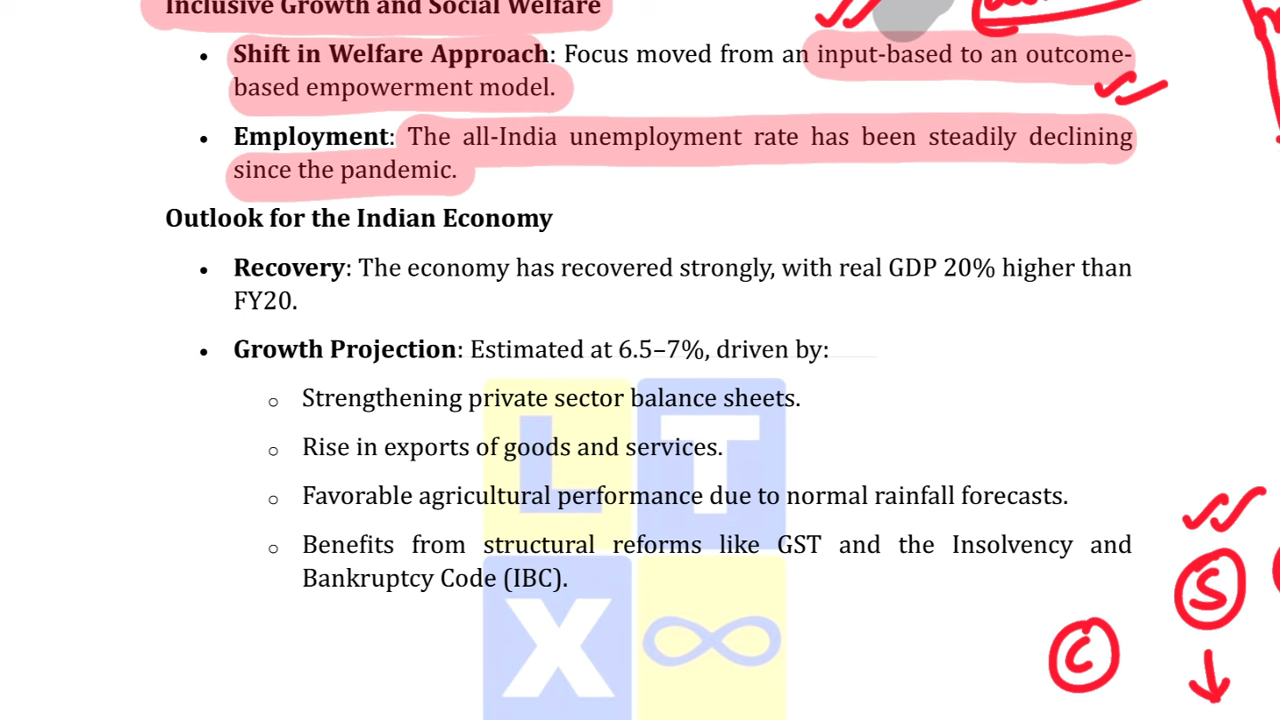 Inclusive Growth and Social Welfare
• Shift in Welfare Approach: Focus moved from an input-based to an outcome-
based empowerment model.
• Employment: The all-India unemployment rate has been steadily declining
since the pandemic.
Outlook for the Indian Economy
• Recovery: The economy has recovered strongly, with real GDP 20% higher than
FY20.
• Growth Projection: Estimated at 6.5–7%, driven by:
o Strengthening private sector balance sheets.
o Rise in exports of goods and services.
o Favorable agricultural performance due to normal rainfall forecasts.
o Benefits from structural reforms like GST and the Insolvency and
Bankruptcy Code (IBC).
L T
X ∞
S
C